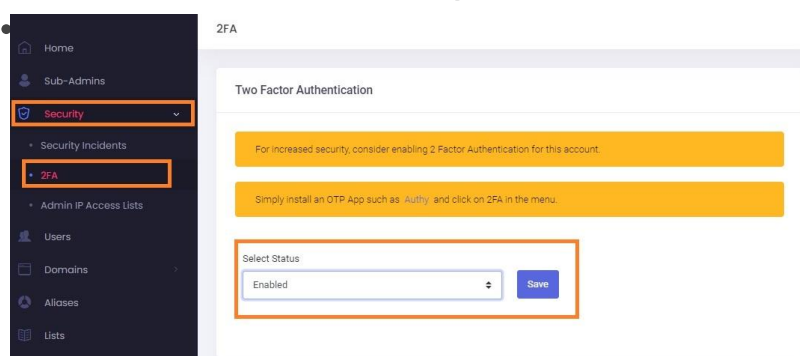 2FA
Home
Sub-Admins
Security
Security Incidents
2FA
Admin IP Access Lists
Users
Domains
Aliases
Lists
Two Factor Authentication
For increased security, consider enabling 2 Factor Authentication for this account.
Simply install an OTP App such as Authy and click on 2FA in the menu.
Select Status
Enabled
Save